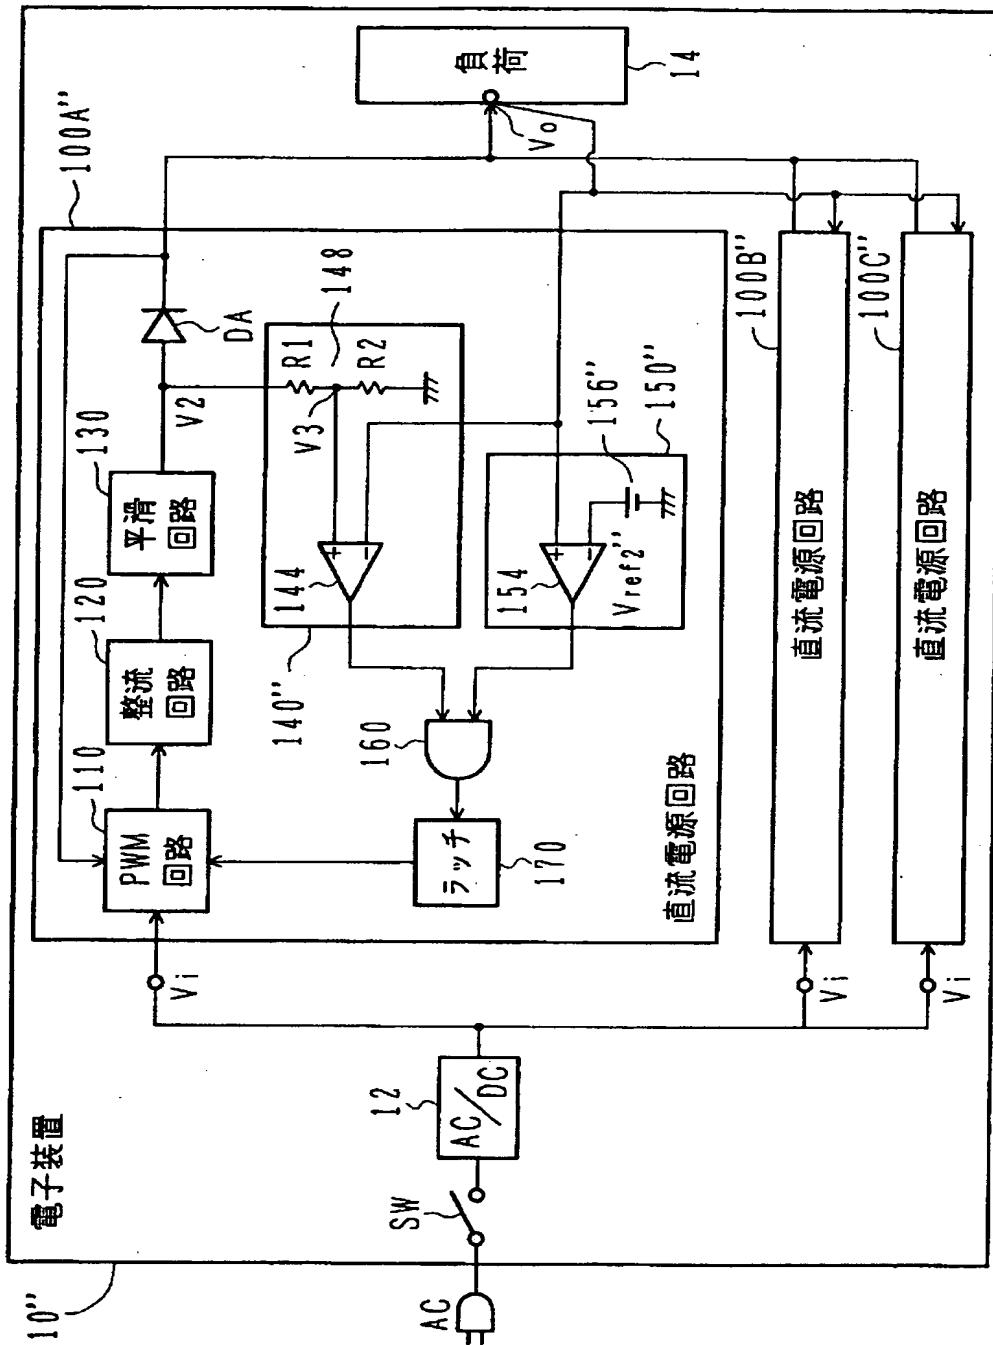 10''
電子装置
AC
SW
12
AC/DC
Vi
Vi
Vi
100A''
110
PWM
回路
120
整流
回路
130
平滑
回路
V2
DA
140''
144
+
-
V3
R1
R2
148
150''
154
+
-
Vref2''
156''
160
170
ラッチ
直流電源回路
100B''
直流電源回路
100C''
直流電源回路
Vo
負荷
14